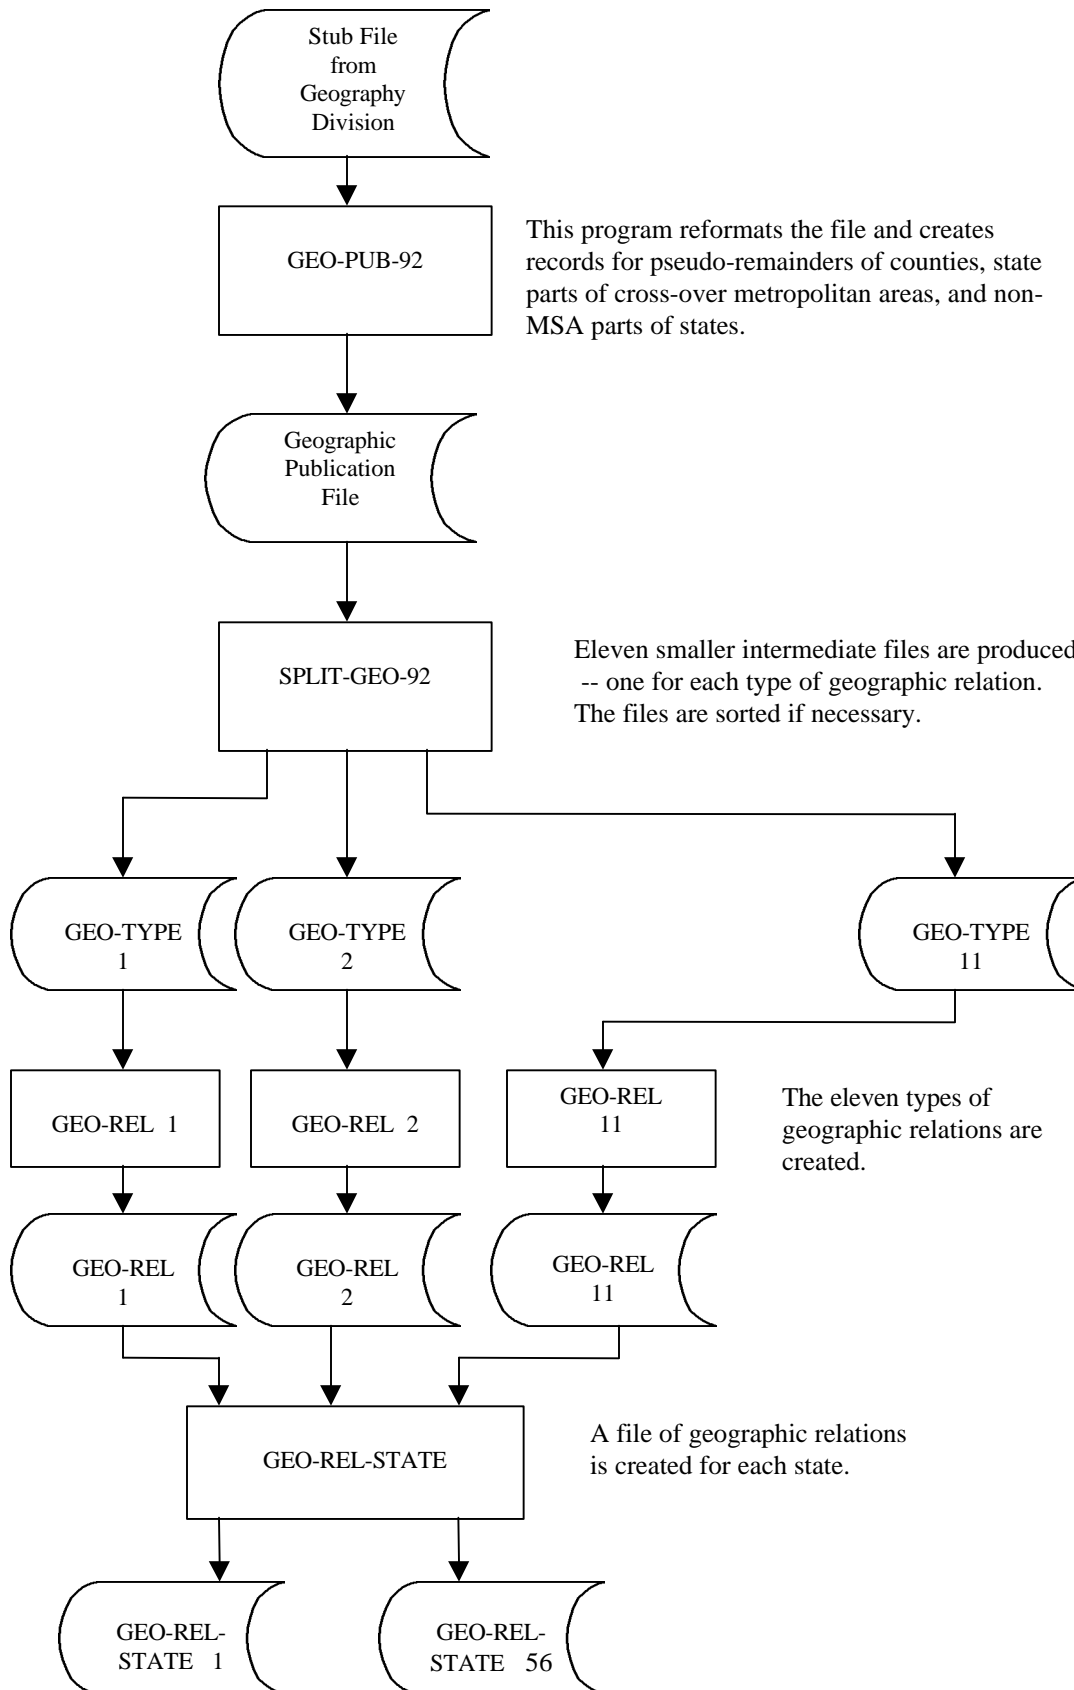 Stub File
from
Geography
Division
GEO-PUB-92
This program reformats the file and creates
records for pseudo-remainders of counties, state
parts of cross-over metropolitan areas, and non-
MSA parts of states.
Geographic
Publication
File
SPLIT-GEO-92
Eleven smaller intermediate files are produced
-- one for each type of geographic relation.
The files are sorted if necessary.
GEO-TYPE
1
GEO-TYPE
2
GEO-TYPE
11
GEO-REL 1
GEO-REL 2
GEO-REL
11
The eleven types of
geographic relations are
created.
GEO-REL
1
GEO-REL
2
GEO-REL
11
GEO-REL-STATE
A file of geographic relations
is created for each state.
GEO-REL-
STATE 1
GEO-REL-
STATE 56